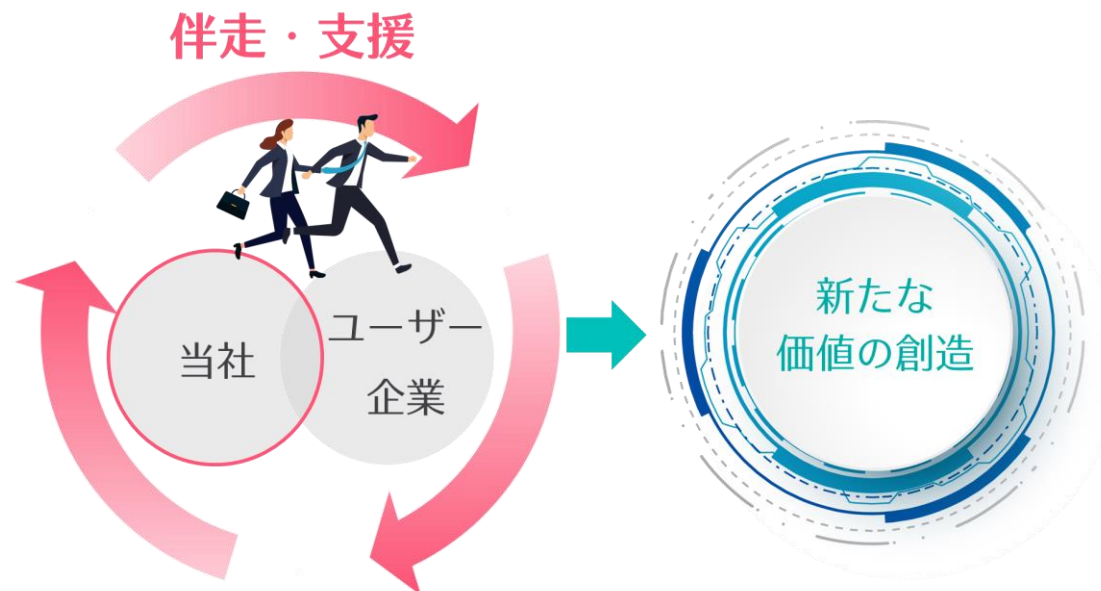 伴走・支援
当社
ユーザー
企業
新たな
価値の創造